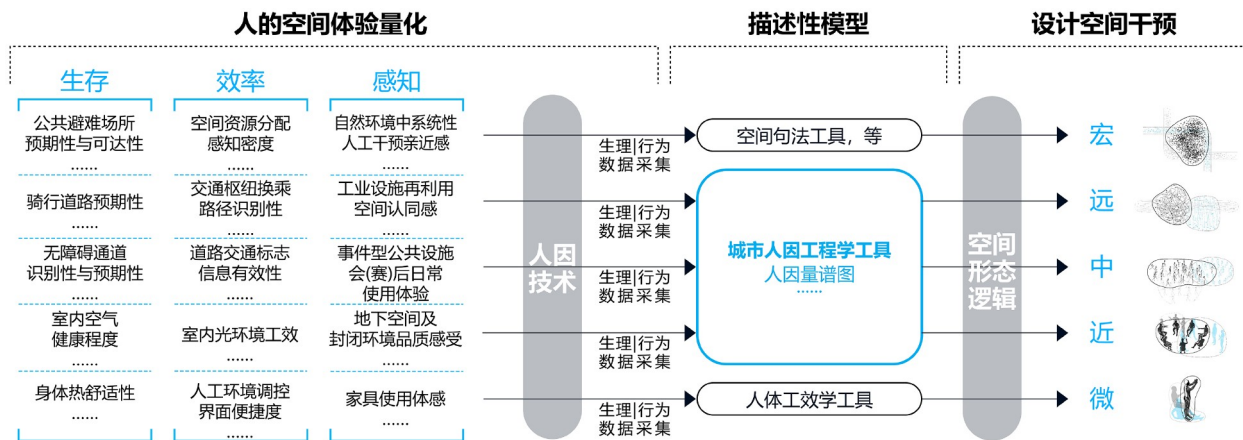 人的空间体验量化
描述性模型
设计空间干预
生存
效率
感知
公共避难场所
预期性与可达性
......
空间资源分配
感知密度
......
自然环境中系统性
人工干预亲近感
......
骑行道路预期性
......
交通枢纽换乘
路径识别性
......
工业设施再利用
空间认同感
......
无障碍通道
识别性与预期性
......
道路交通标志
信息有效性
......
事件型公共设施
会(赛)后日常
使用体验
......
室内空气
健康程度
......
室内光环境工效
......
地下空间及
封闭环境品质感受
......
身体热舒适性
......
人工环境调控
界面便捷度
......
家具使用体感
......
人因
技术
生理|行为
数据采集
生理|行为
数据采集
生理|行为
数据采集
生理|行为
数据采集
生理|行为
数据采集
空间句法工具，等
城市人因工程学工具
人因量谱图
......
人体工效学工具
空间
形态
逻辑
宏
远
中
近
微